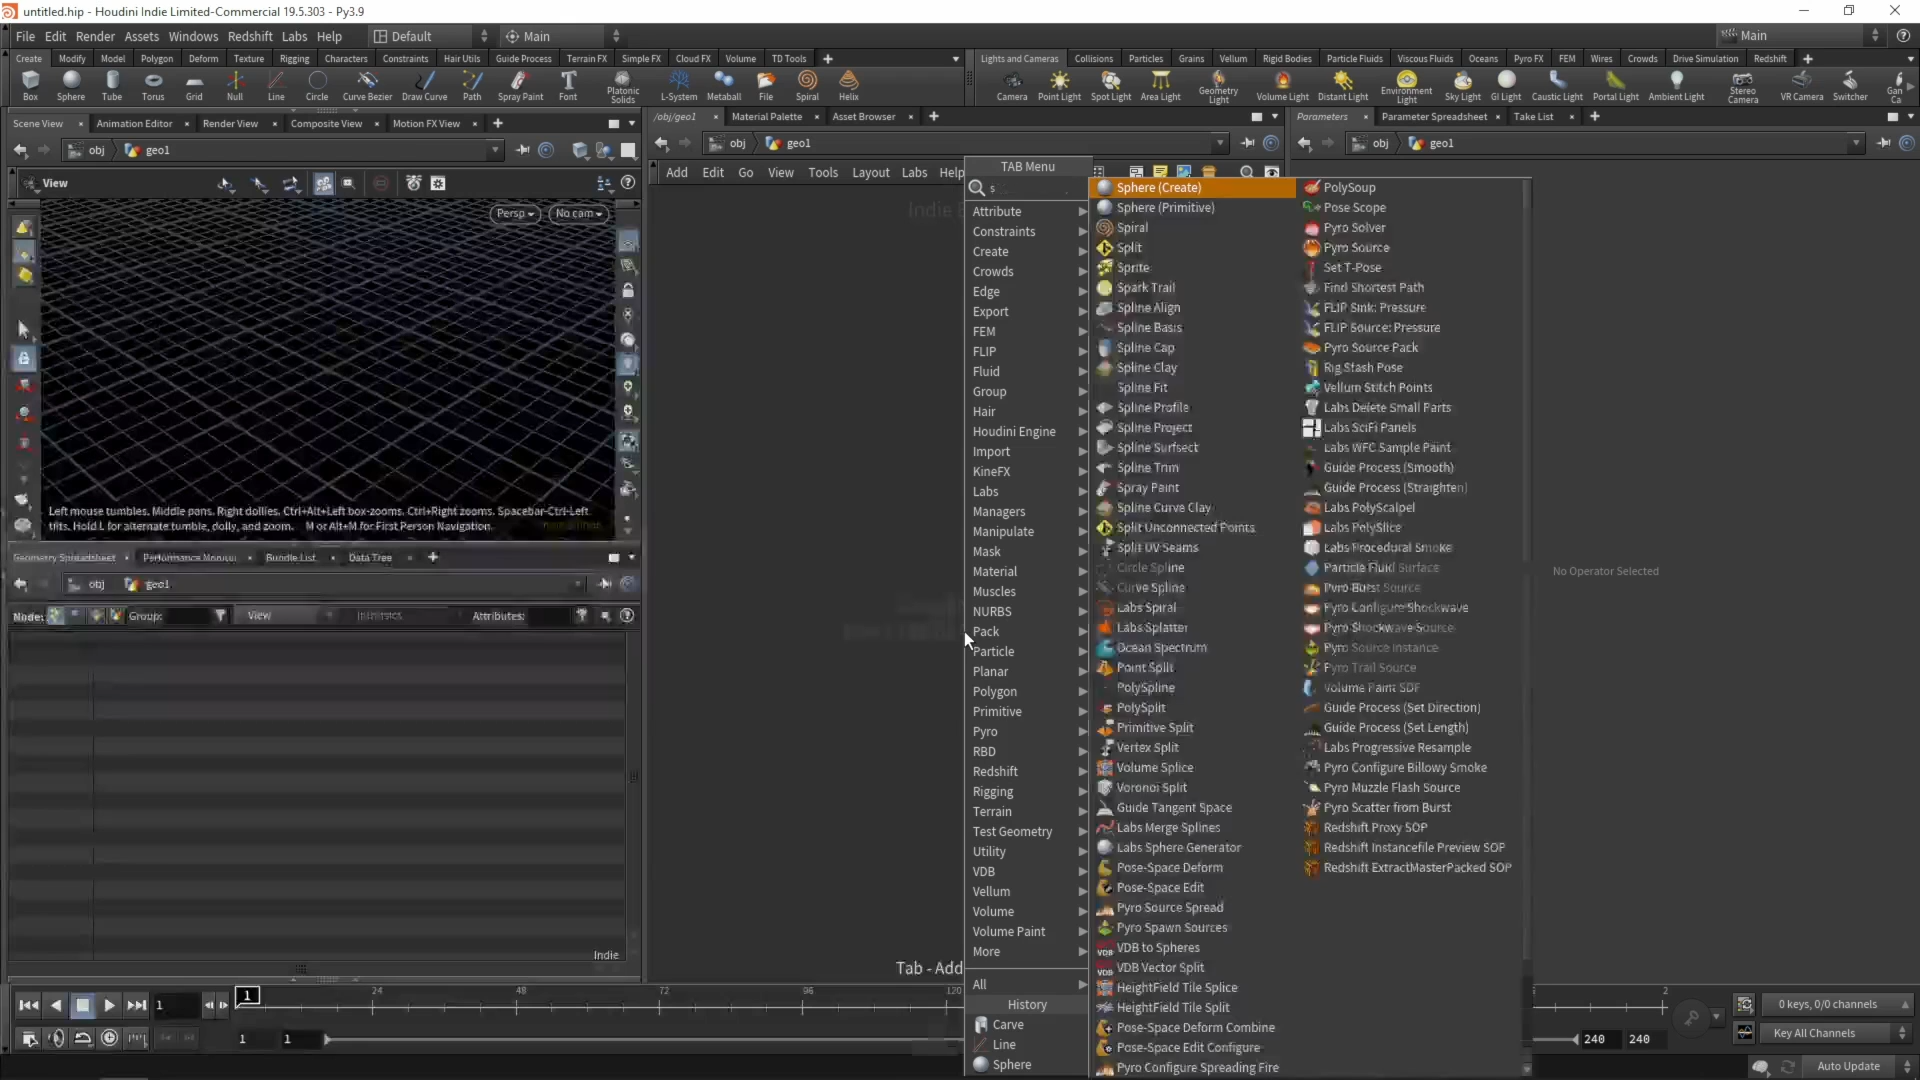 untitled.hip - Houdini Indie Limited-Commercial 19.5.303 - Py3.9
File Edit Render Assets Windows Redshift Labs Help Default Main Main
Create Modify Model Polygon Deform Texture Rigging Characters Constraints Hair Utils Guide Process Terrain FX Simple FX Cloud FX Volume TD Tools
Lights and Cameras Collisions Particles Grains Vellum Rigid Bodies Particle Fluids Viscous Fluids Oceans Pyro FX FEM Wires Crowds Drive Simulation Redshift
Box Sphere Tube Torus Grid Null Line Circle Curve Bezier Draw Curve Path Spray Paint Font Platonic Solids L-System Metaball File Spiral Helix
Camera Point Light Spot Light Area Light Geometry Light Volume Light Distant Light Environment Light Sky Light GI Light Caustic Light Portal Light Ambient Light Stereo Camera VR Camera Switcher Gan Ca
Scene View Animation Editor Render View Composite View Motion FX View
/obj/geo1 Material Palette Asset Browser
Parameters Parameter Spreadsheet Take List
obj geo1
obj geo1
obj geo1
View
Persp No cam
Add Edit Go View Tools Layout Labs Help
TAB Menu
s
Attribute
Constraints
Create
Crowds
Edge
Export
FEM
FLIP
Fluid
Group
Hair
Houdini Engine
Import
KineFX
Labs
Managers
Manipulate
Mask
Material
Muscles
NURBS
Pack
Particle
Planar
Polygon
Primitive
Pyro
RBD
Redshift
Rigging
Terrain
Test Geometry
Utility
VDB
Vellum
Volume
Volume Paint
More
All
History
Carve
Line
Sphere
Sphere (Create)
Sphere (Primitive)
Spiral
Split
Sprite
Spark Trail
Spline Align
Spline Basis
Spline Cap
Spline Clay
Spline Fit
Spline Profile
Spline Project
Spline Surfsect
Spline Trim
Spray Paint
Spline Curve Clay
Split Unconnected Points
Split UV Seams
Circle Spline
Curve Spline
Labs Spiral
Labs Splatter
Ocean Spectrum
Point Split
PolySpline
PolySplit
Primitive Split
Vertex Split
Volume Splice
Voronoi Split
Guide Tangent Space
Labs Merge Splines
Labs Sphere Generator
Pose-Space Deform
Pose-Space Edit
Pyro Source Spread
Pyro Spawn Sources
VDB to Spheres
VDB Vector Split
HeightField Tile Splice
HeightField Tile Split
Pose-Space Deform Combine
Pose-Space Edit Configure
Pyro Configure Spreading Fire
PolySoup
Pose Scope
Pyro Solver
Pyro Source
Set T-Pose
Find Shortest Path
FLIP Sink: Pressure
FLIP Source: Pressure
Pyro Source Pack
Rig Stash Pose
Vellum Stitch Points
Labs Delete Small Parts
Labs SciFi Panels
Labs WFC Sample Paint
Guide Process (Smooth)
Guide Process (Straighten)
Labs PolyScalpel
Labs PolySlice
Labs Procedural Smoke
Particle Fluid Surface
Pyro Burst Source
Pyro Configure Shockwave
Pyro Shockwave Source
Pyro Source Instance
Pyro Trail Source
Volume Paint SDF
Guide Process (Set Direction)
Guide Process (Set Length)
Labs Progressive Resample
Pyro Configure Billowy Smoke
Pyro Muzzle Flash Source
Pyro Scatter from Burst
Redshift Proxy SOP
Redshift Instancefile Preview SOP
Redshift ExtractMasterPacked SOP
No Operator Selected
Left mouse tumbles. Middle pans. Right dollies. Ctrl+Alt+Left box-zooms. Ctrl+Right zooms. Spacebar-Ctrl-Left
tilts. Hold L for alternate tumble, dolly, and zoom. M or Alt+M for First Person Navigation.
Geometry Spreadsheet Performance Monitor Bundle List Data Tree
obj geo1
Node: Group: View Intrinsics Attributes:
Indie
Tab - Add
1 1 24 48 72 96 120 2
1 1 240 240
0 keys, 0/0 channels
Key All Channels
Auto Update